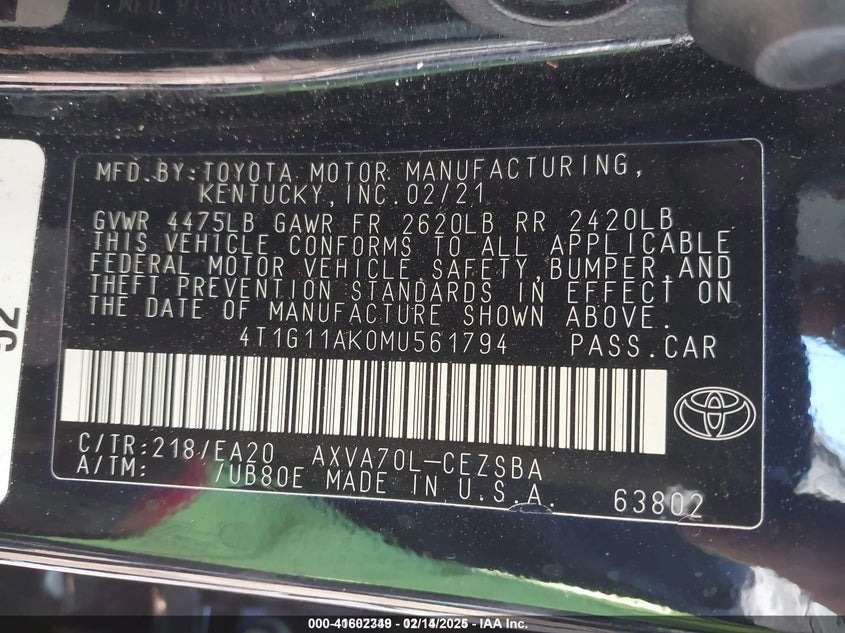 MFD.BY:TOYOTA MOTOR MANUFACTURING,
KENTUCKY,INC.02/21
GVWR 4475LB GAWR FR 2620LB RR 2420LB
THIS VEHICLE CONFORMS TO ALL APPLICABLE
FEDERAL MOTOR VEHICLE SAFETY,BUMPER,AND
THEFT PREVENTION STANDARDS IN EFFECT ON
THE DATE OF MANUFACTURE SHOWN ABOVE.
4T1G11AK0MU561794 PASS.CAR
C/TR:218/EA20 AXVA70L-CEZSBA
A/TM: /UB80E MADE IN U.S.A. 63802
000-41602349 - 02/14/2025 - IAA Inc.